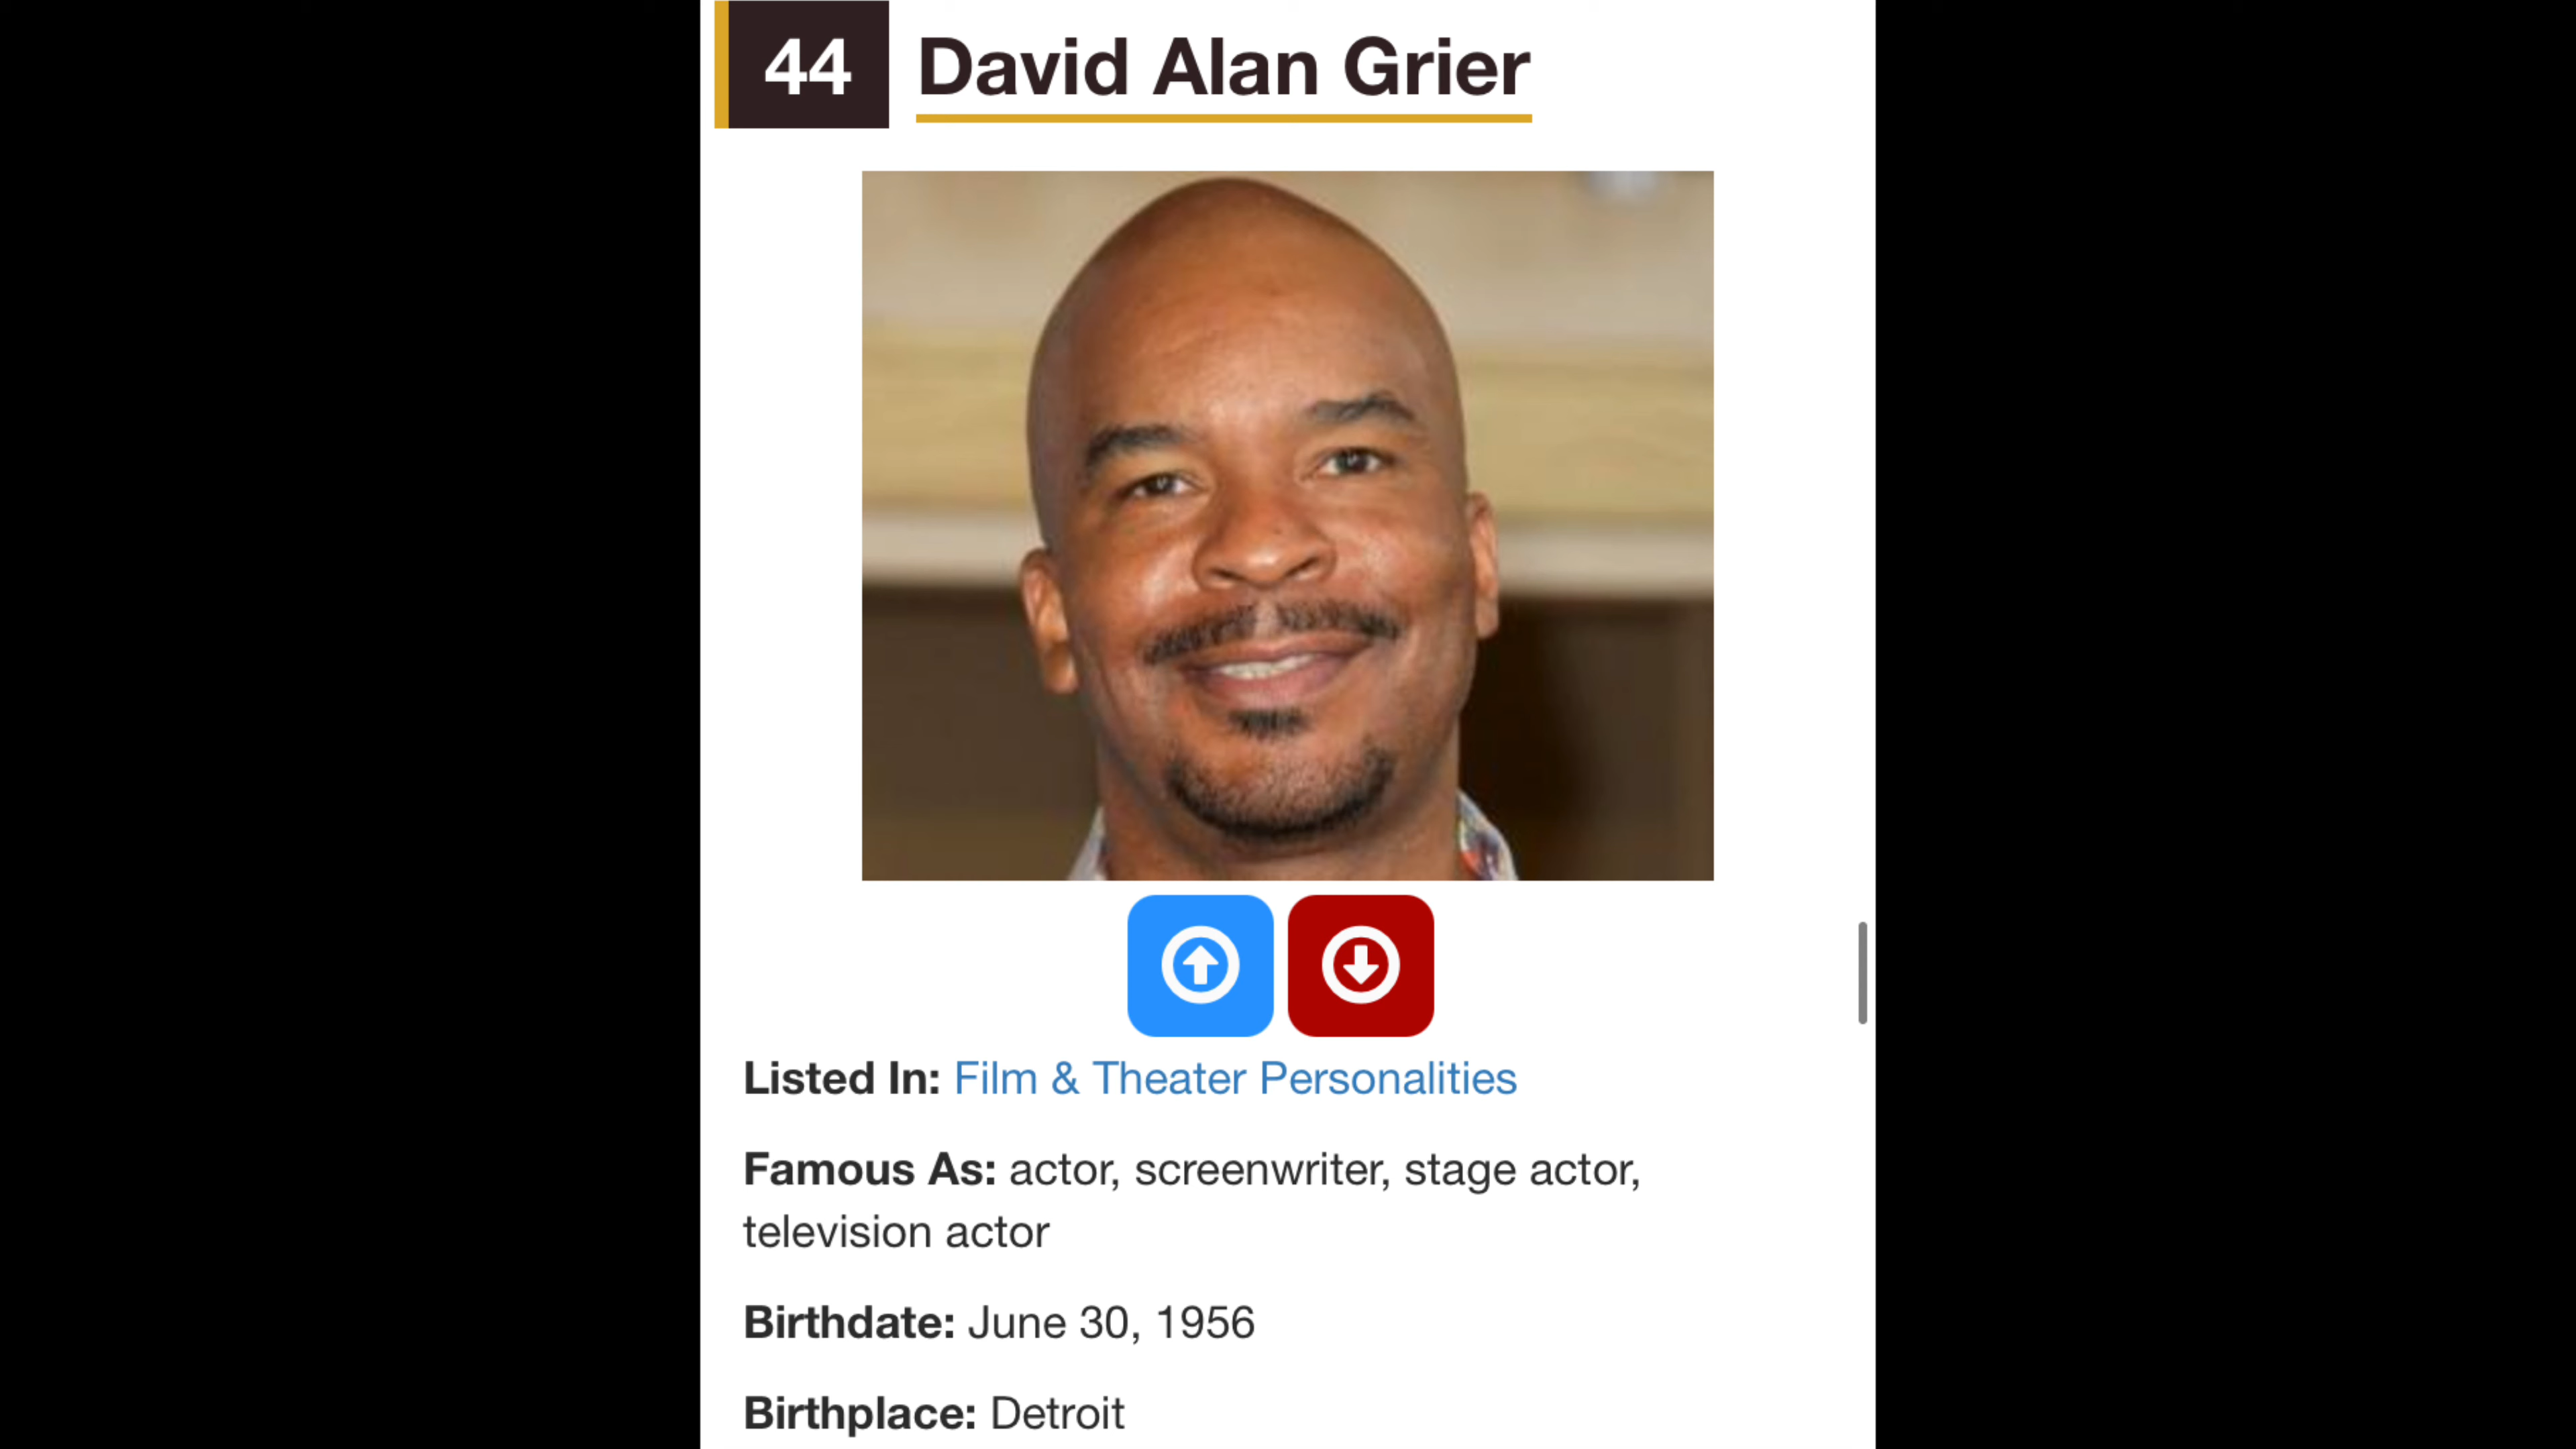 44 David Alan Grier
Listed In: Film & Theater Personalities
Famous As: actor, screenwriter, stage actor,
television actor
Birthdate: June 30, 1956
Birthplace: Detroit